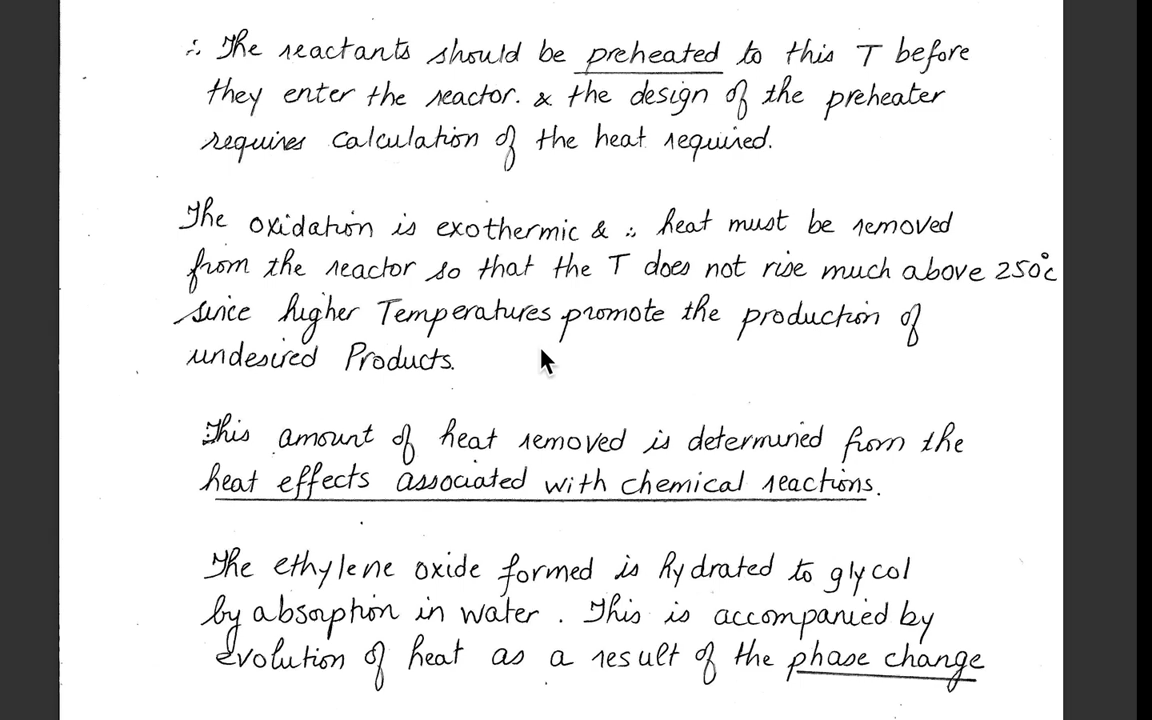 ∴ The reactants should be preheated to this T before
they enter the reactor. & the design of the preheater
requires calculation of the heat required.
The oxidation is exothermic & ∴ heat must be removed
from the reactor so that the T does not rise much above 250°c
since higher Temperatures promote the production of
undesired Products.
This amount of heat removed is determined from the
heat effects associated with chemical reactions.
The ethylene oxide formed is hydrated to glycol
by absorption in water. This is accompanied by
evolution of heat as a result of the phase change